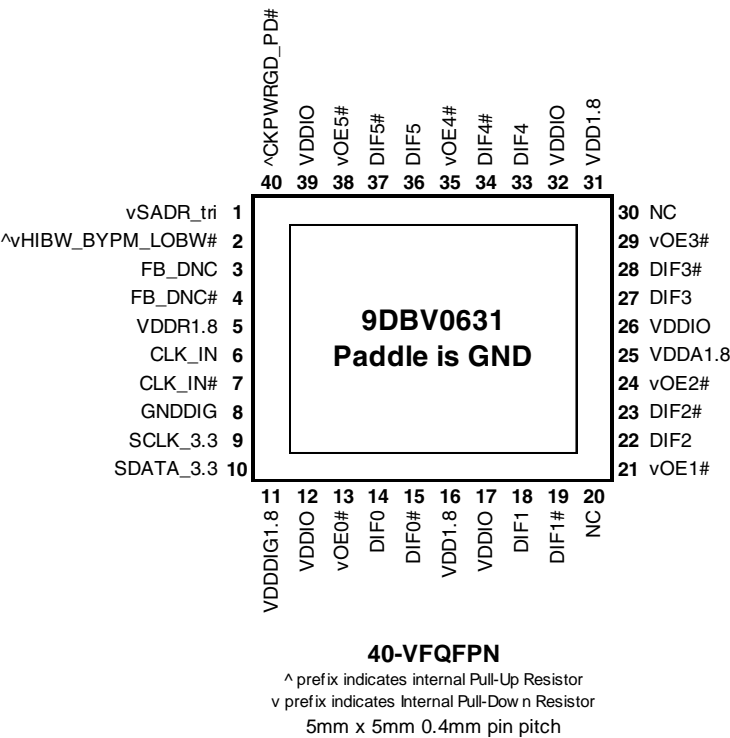 ^CKPWRGD_PD#
VDDIO
vOE5#
DIF5#
DIF5
vOE4#
DIF4#
DIF4
VDDIO
VDD1.8
40 39 38 37 36 35 34 33 32 31
vSADR_tri 1
^vHIBW_BYPM_LOBW# 2
FB_DNC 3
FB_DNC# 4
VDDR1.8 5
CLK_IN 6
CLK_IN# 7
GNDDIG 8
SCLK_3.3 9
SDATA_3.3 10
9DBV0631
Paddle is GND
30 NC
29 vOE3#
28 DIF3#
27 DIF3
26 VDDIO
25 VDDA1.8
24 vOE2#
23 DIF2#
22 DIF2
21 vOE1#
11 12 13 14 15 16 17 18 19 20
VDDDIG1.8
VDDIO
vOE0#
DIF0
DIF0#
VDD1.8
VDDIO
DIF1
DIF1#
NC
40-VFQFPN
^ prefix indicates internal Pull-Up Resistor
v prefix indicates Internal Pull-Down Resistor
5mm x 5mm 0.4mm pin pitch